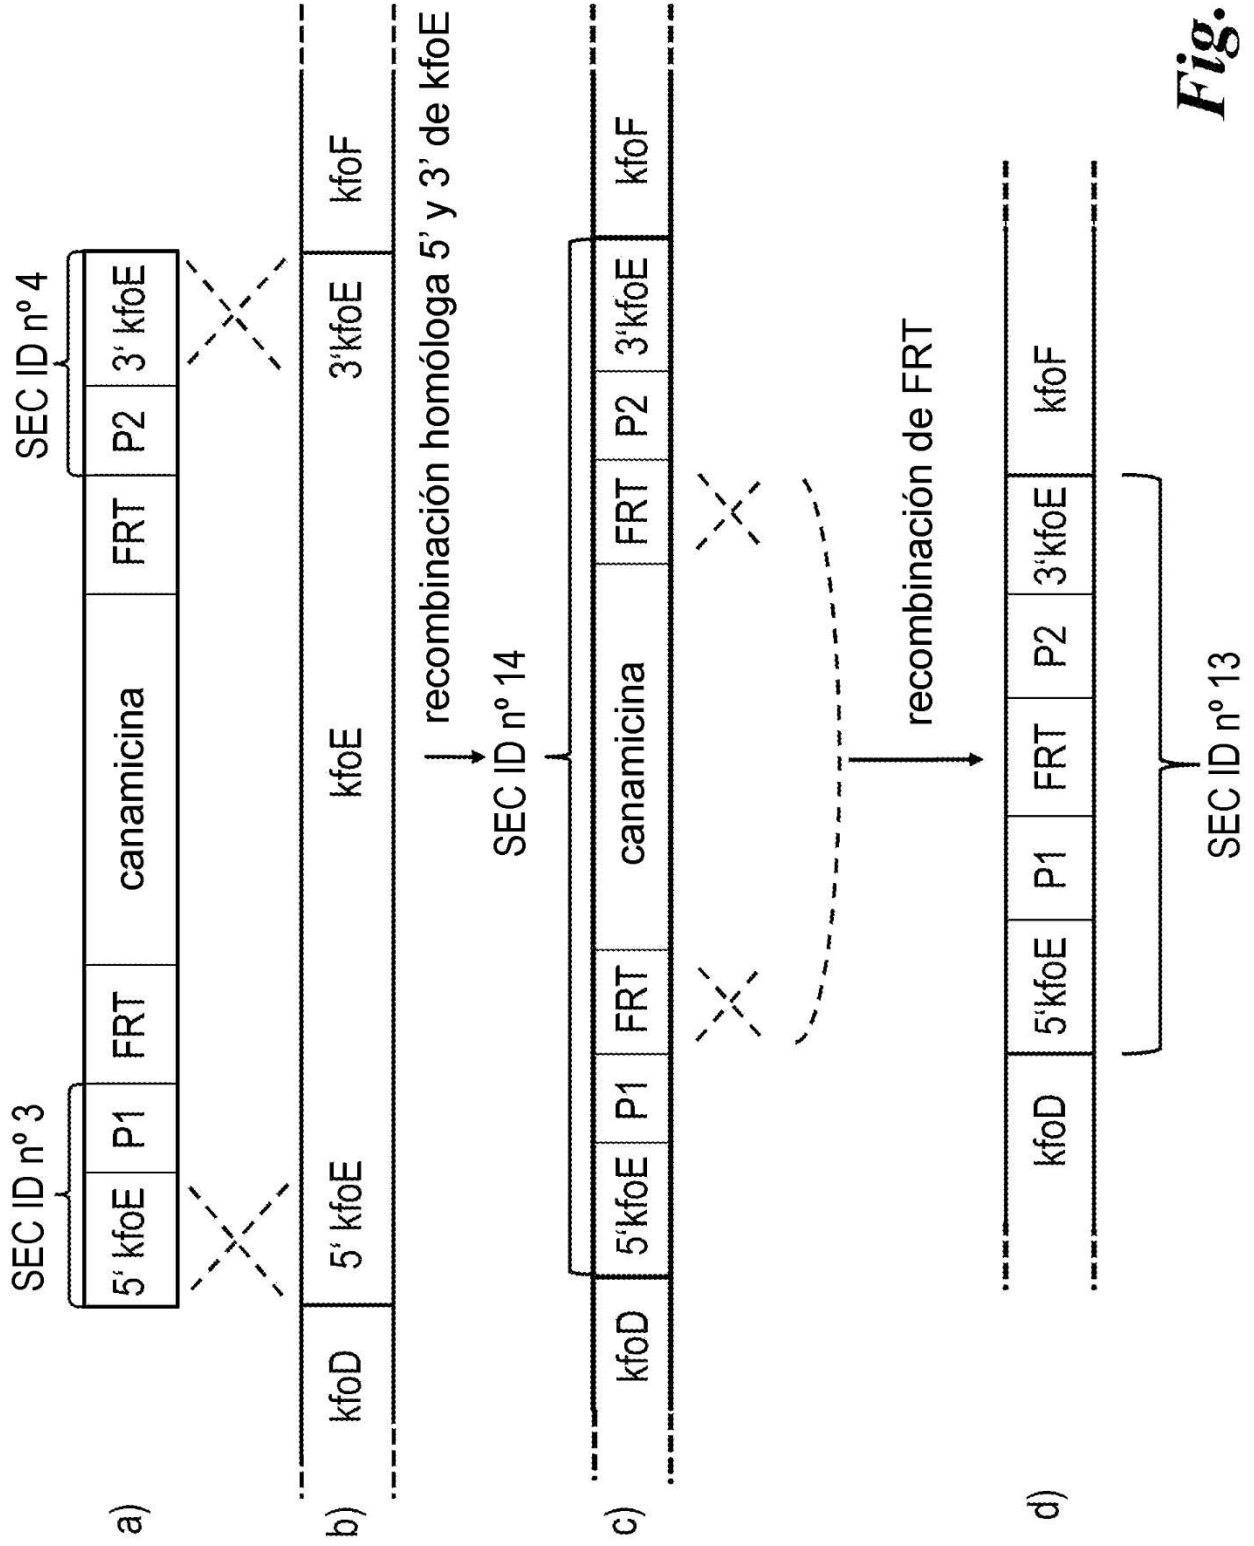 SEC ID nº 3
SEC ID nº 4
a)
5' kfoE
P1
FRT
canamicina
FRT
P2
3' kfoE
b)
kfoD
5' kfoE
kfoE
3'kfoE
kfoF
recombinación homóloga 5' y 3' de kfoE
SEC ID nº 14
c)
kfoD
5'kfoE
P1
FRT
canamicina
FRT
P2
3'kfoE
kfoF
recombinación de FRT
d)
kfoD
5'kfoE
P1
FRT
P2
3'kfoE
kfoF
SEC ID nº 13
Fig.